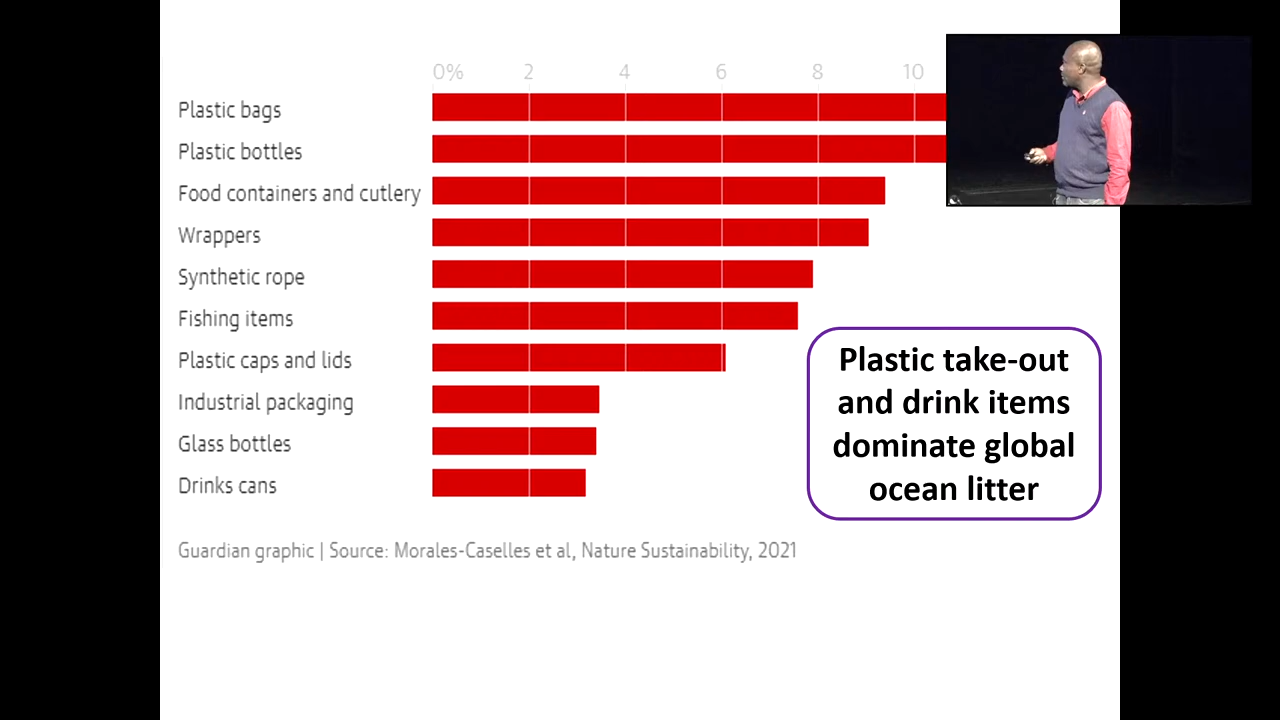 0% 2 4 6 8 10
Plastic bags
Plastic bottles
Food containers and cutlery
Wrappers
Synthetic rope
Fishing items
Plastic caps and lids
Industrial packaging
Glass bottles
Drinks cans
Plastic take-out
and drink items
dominate global
ocean litter
Guardian graphic | Source: Morales-Caselles et al, Nature Sustainability, 2021